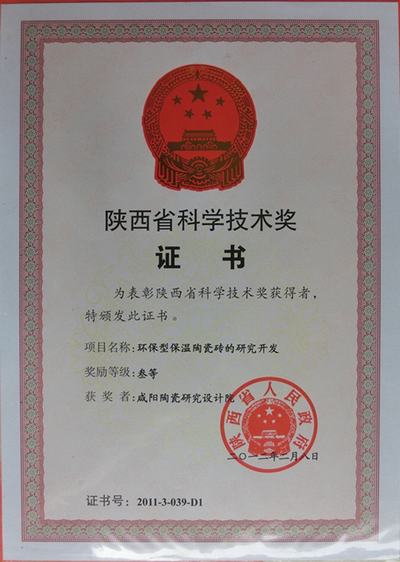 陕西省科学技术奖
证书
为表彰陕西省科学技术奖获得者，
特颁发此证书。
项目名称：环保型保温陶瓷砖的研究开发
奖励等级：叁等
获奖者：咸阳陶瓷研究设计院
陕西省人民政府
二〇一二年二月八日
证书号：2011-3-039-D1